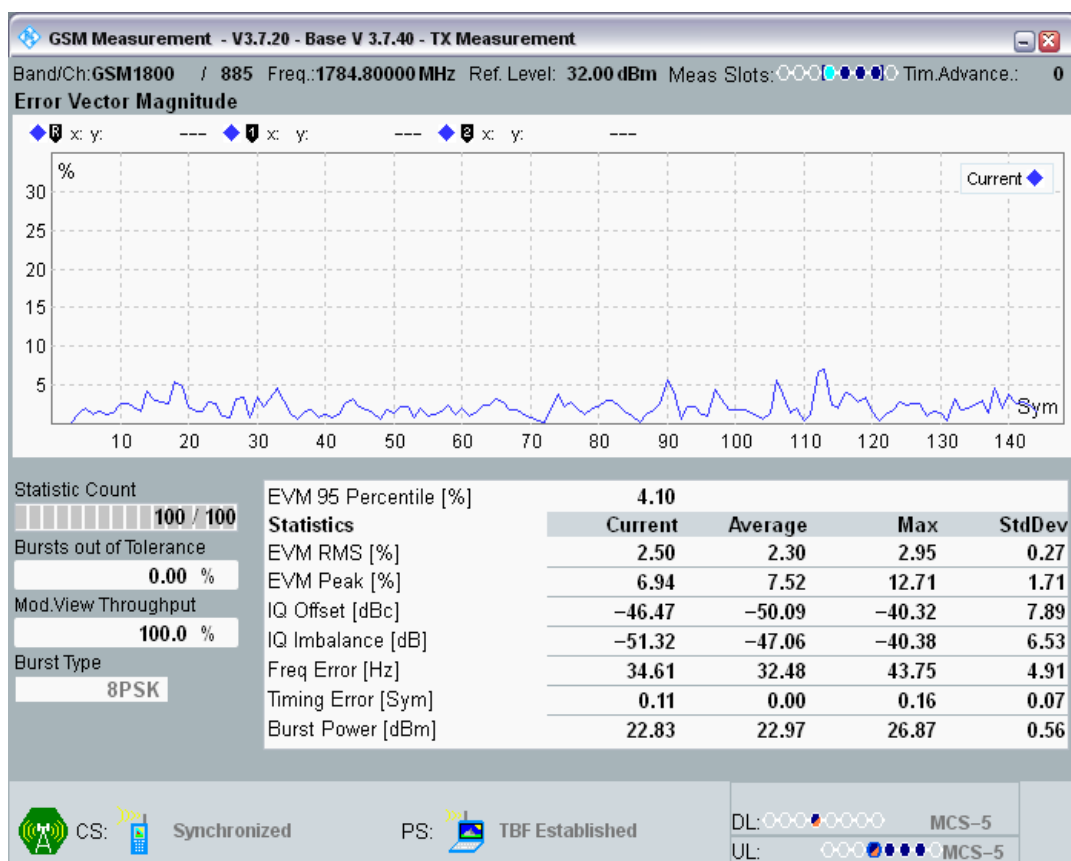 GSM Measurement - V3.7.20 - Base V 3.7.40 - TX Measurement
Band/Ch:GSM1800 / 885 Freq.:1784.80000 MHz Ref. Level: 32.00 dBm Meas Slots: Tim.Advance.: 0
Error Vector Magnitude
R x: y: --- 1 x: y: --- 2 x: y: ---
%
Current
30
25
20
15
10
5
Sym
10 20 30 40 50 60 70 80 90 100 110 120 130 140
Statistic Count
100 / 100
Bursts out of Tolerance
0.00 %
Mod.View Throughput
100.0 %
Burst Type
8PSK
EVM 95 Percentile [%] 4.10
Statistics Current Average Max StdDev
EVM RMS [%] 2.50 2.30 2.95 0.27
EVM Peak [%] 6.94 7.52 12.71 1.71
IQ Offset [dBc] −46.47 −50.09 −40.32 7.89
IQ Imbalance [dB] −51.32 −47.06 −40.38 6.53
Freq Error [Hz] 34.61 32.48 43.75 4.91
Timing Error [Sym] 0.11 0.00 0.16 0.07
Burst Power [dBm] 22.83 22.97 26.87 0.56
CS: Synchronized PS: TBF Established
DL: MCS−5
UL: MCS−5